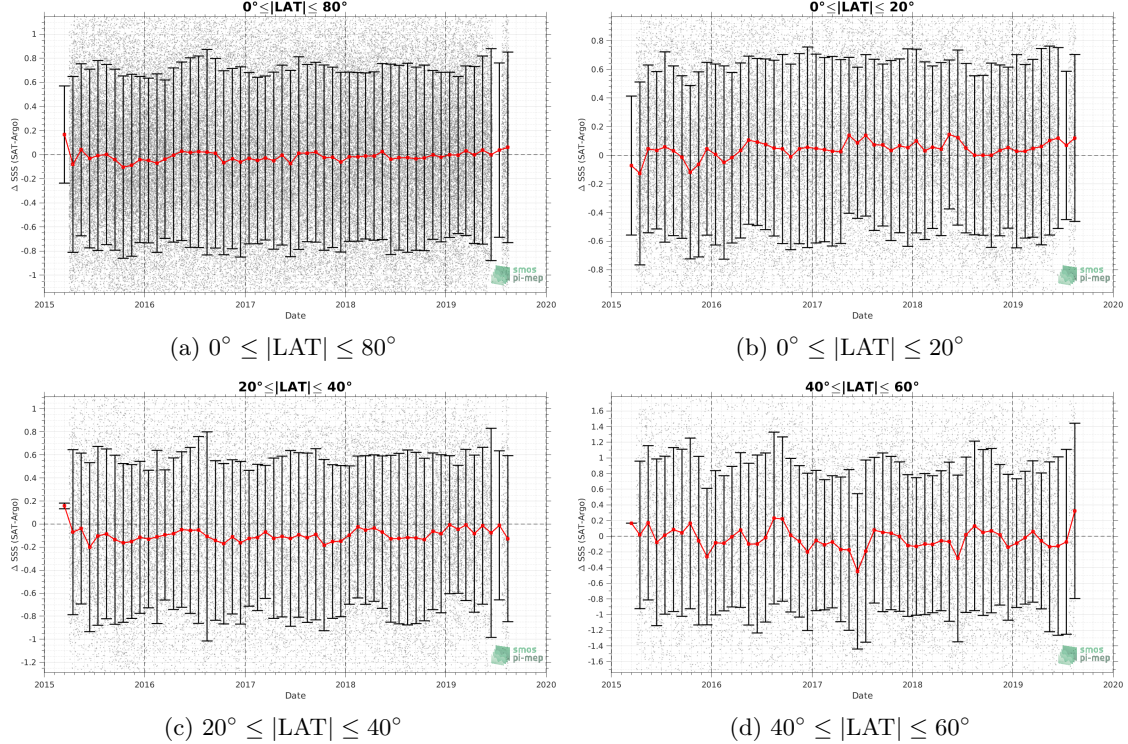 0°≤|LAT|≤ 80°
Δ SSS (SAT-Argo)
1
0.8
0.6
0.4
0.2
0
-0.2
-0.4
-0.6
-0.8
-1
2015 2016 2017 2018 2019 2020
Date
smos
pi-mep
(a) 0° ≤ |LAT| ≤ 80°
0°≤|LAT|≤ 20°
Δ SSS (SAT-Argo)
0.8
0.6
0.4
0.2
0
-0.2
-0.4
-0.6
-0.8
2015 2016 2017 2018 2019 2020
Date
smos
pi-mep
(b) 0° ≤ |LAT| ≤ 20°
20°≤|LAT|≤ 40°
Δ SSS (SAT-Argo)
1
0.8
0.6
0.4
0.2
0
-0.2
-0.4
-0.6
-0.8
-1
-1.2
2015 2016 2017 2018 2019 2020
Date
smos
pi-mep
(c) 20° ≤ |LAT| ≤ 40°
40°≤|LAT|≤ 60°
Δ SSS (SAT-Argo)
1.6
1.4
1.2
1
0.8
0.6
0.4
0.2
0
-0.2
-0.4
-0.6
-0.8
-1
-1.2
-1.4
-1.6
2015 2016 2017 2018 2019 2020
Date
smos
pi-mep
(d) 40° ≤ |LAT| ≤ 60°